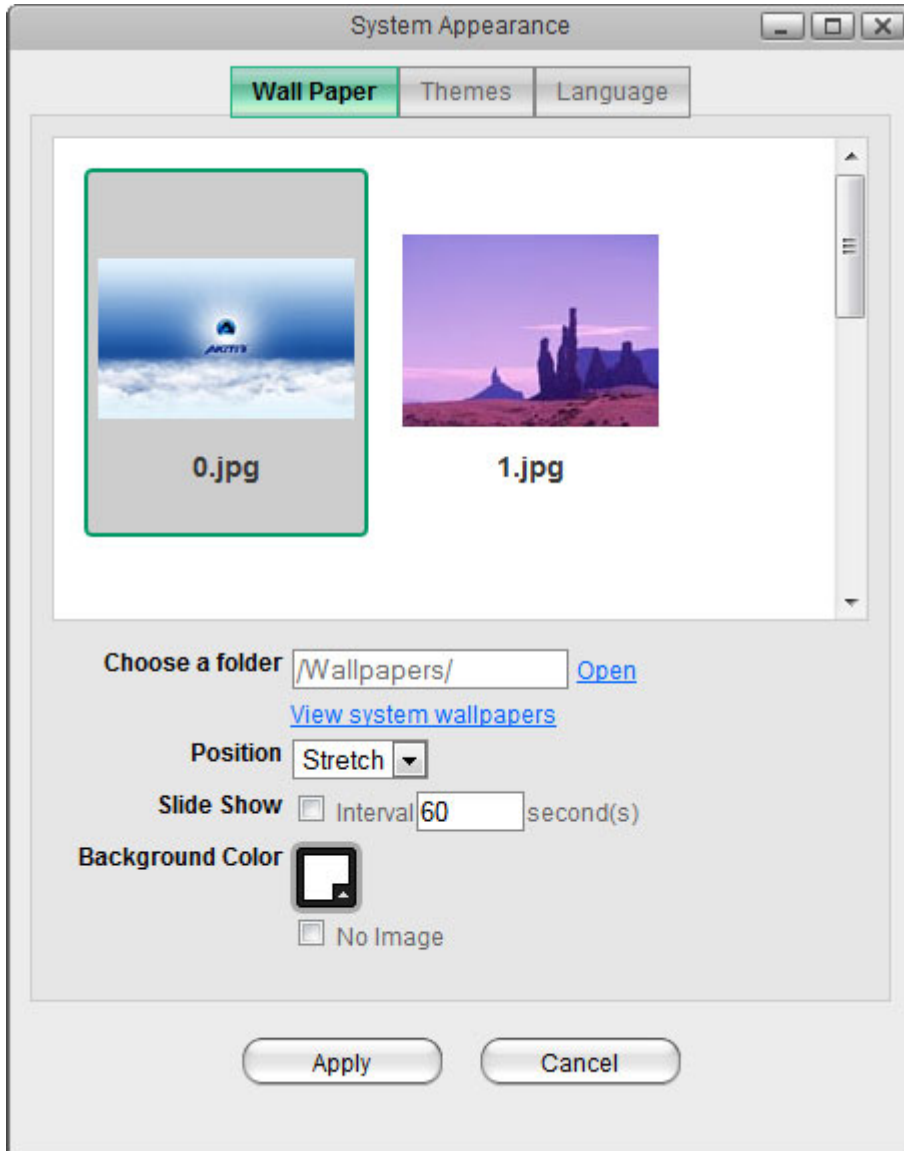 System Appearance
Wall Paper Themes Language
AKITIO
0.jpg 1.jpg
Choose a folder /Wallpapers/ Open
View system wallpapers
Position Stretch
Slide Show Interval 60 second(s)
Background Color
No Image
Apply Cancel